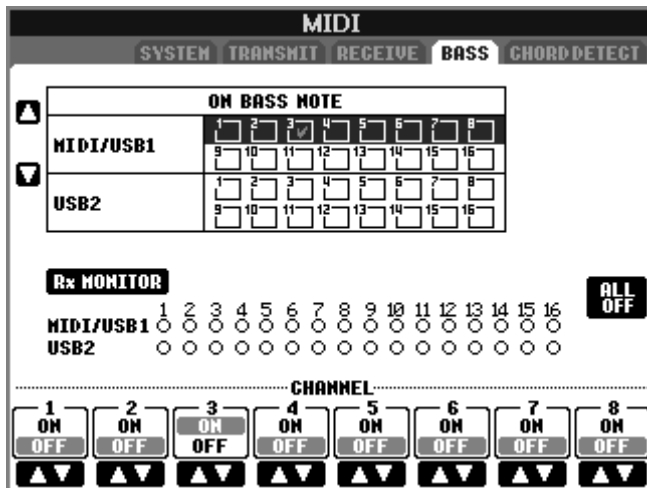 MIDI
SYSTEM TRANSMIT RECEIVE BASS CHORD DETECT
ON BASS NOTE
MIDI/USB1
1 2 3 4 5 6 7 8
9 10 11 12 13 14 15 16
USB2
1 2 3 4 5 6 7 8
9 10 11 12 13 14 15 16
Rx MONITOR
ALL OFF
1 2 3 4 5 6 7 8 9 10 11 12 13 14 15 16
MIDI/USB1
USB2
CHANNEL
1 2 3 4 5 6 7 8
ON ON ON ON ON ON ON ON
OFF OFF OFF OFF OFF OFF OFF OFF